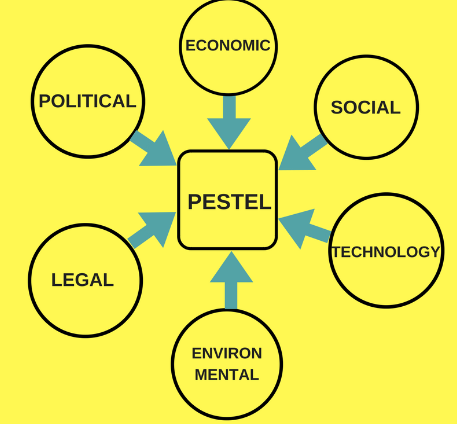 ECONOMIC
POLITICAL
SOCIAL
PESTEL
TECHNOLOGY
LEGAL
ENVIRON
MENTAL